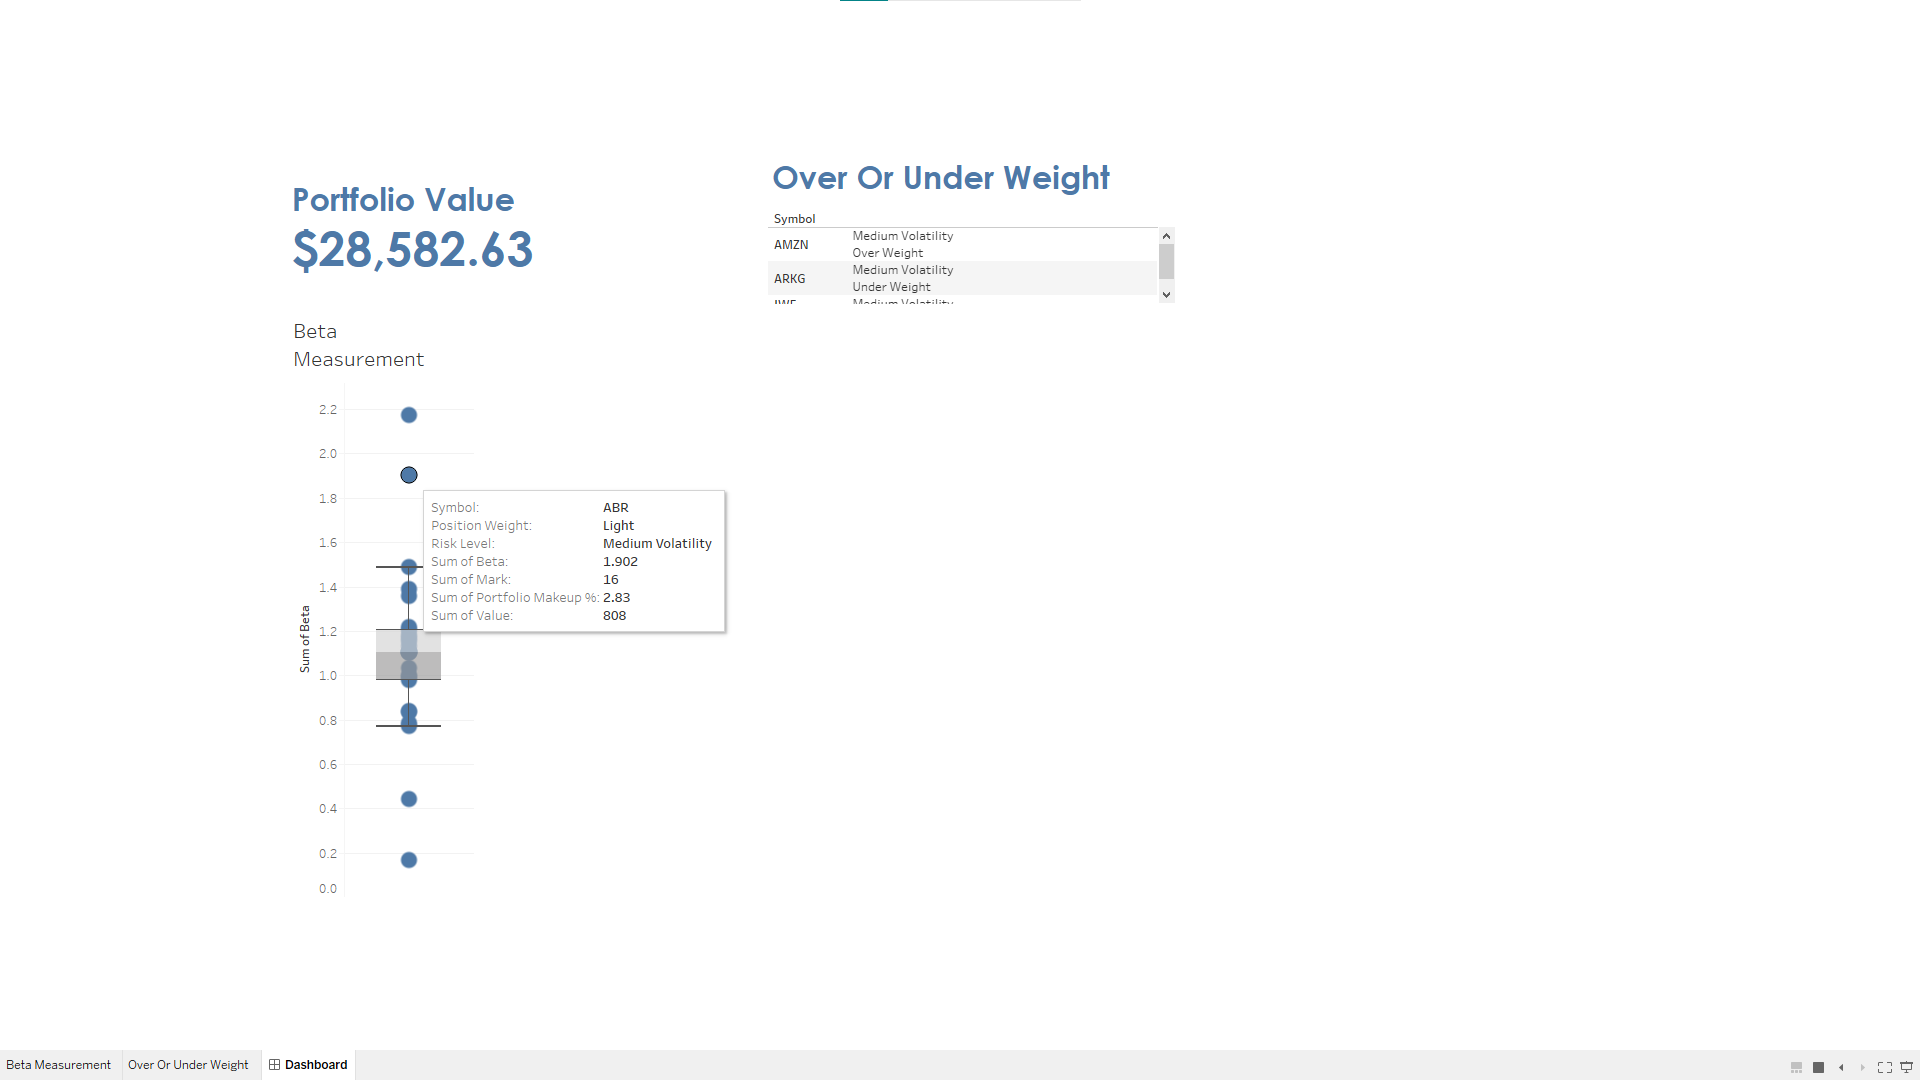 Portfolio Value
$28,582.63
Over Or Under Weight
Symbol
AMZN
Medium Volatility
Over Weight
ARKG
Medium Volatility
Under Weight
Medium Volatility
Beta
Measurement
Sum of Beta
2.2
2.0
1.8
1.6
1.4
1.2
1.0
0.8
0.6
0.4
0.2
0.0
Symbol: ABR
Position Weight: Light
Risk Level: Medium Volatility
Sum of Beta: 1.902
Sum of Mark: 16
Sum of Portfolio Makeup %: 2.83
Sum of Value: 808
Beta Measurement
Over Or Under Weight
Dashboard